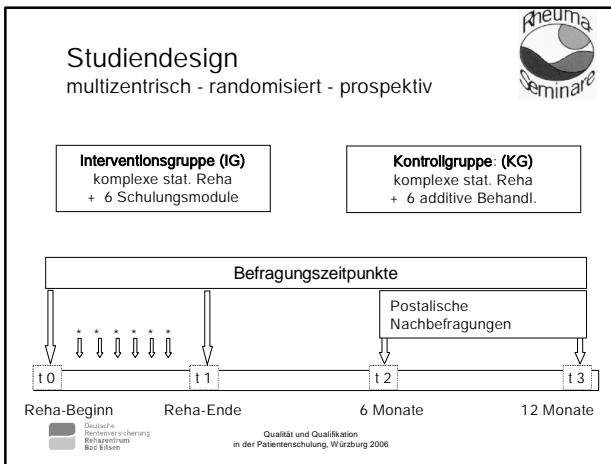 Studiendesign
multizentrisch - randomisiert - prospektiv
Rheuma-
Seminare
Interventionsgruppe (IG)
komplexe stat. Reha
+ 6 Schulungsmodule
Kontrollgruppe: (KG)
komplexe stat. Reha
+ 6 additive Behandl.
Befragungszeitpunkte
Postalische
Nachbefragungen
* * * * * *
t 0
t 1
t 2
t 3
Reha-Beginn
Reha-Ende
6 Monate
12 Monate
Deutsche
Rentenversicherung
Rehazentrum
Bad Eilsen
Qualität und Qualifikation
in der Patientenschulung, Würzburg 2006